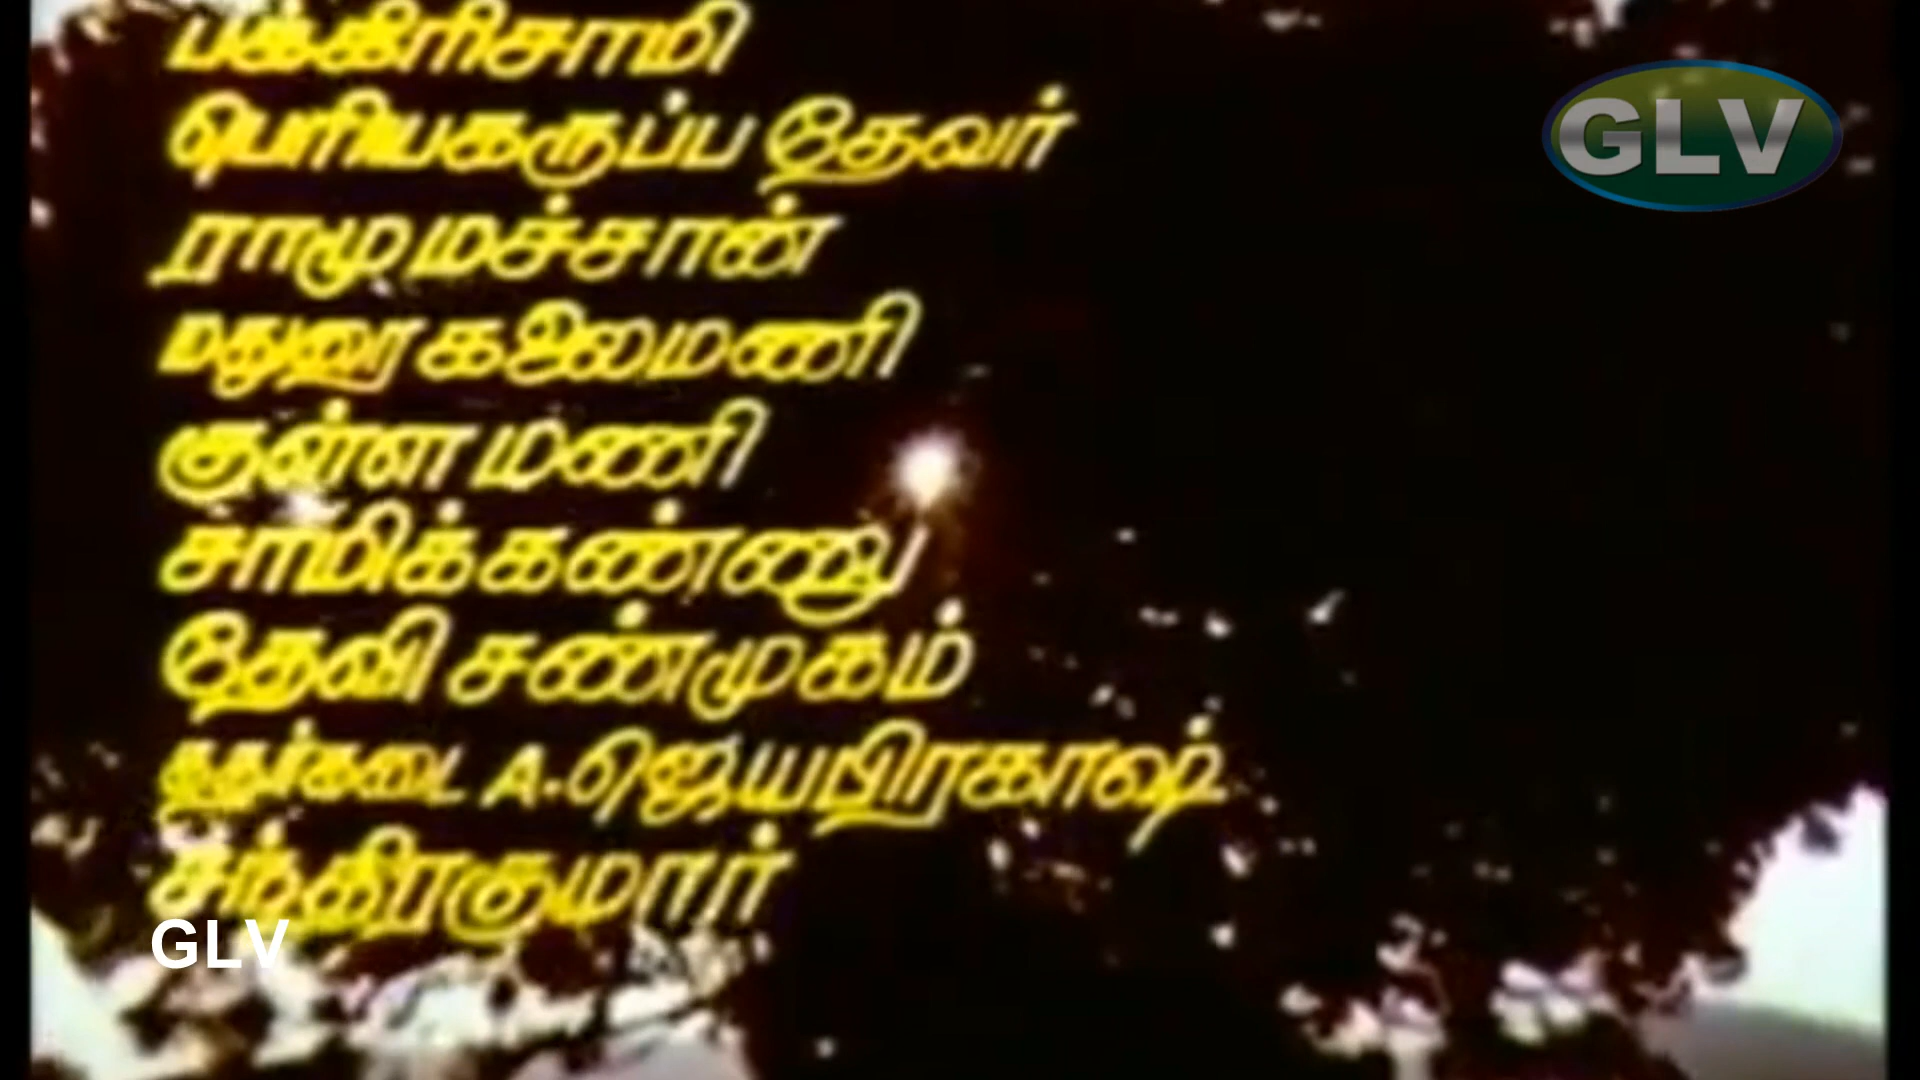 பக்கிரிசாமி
GLV
பெரியகருப்ப தேவர்
ராமு மச்சான்
மதுரை கலைமணி
குள்ள மணி
சாமிக்கண்ணு
தேவி சண்முகம்
A.ஜெயபிரகாஷ்
சந்திரகுமார்
GLV